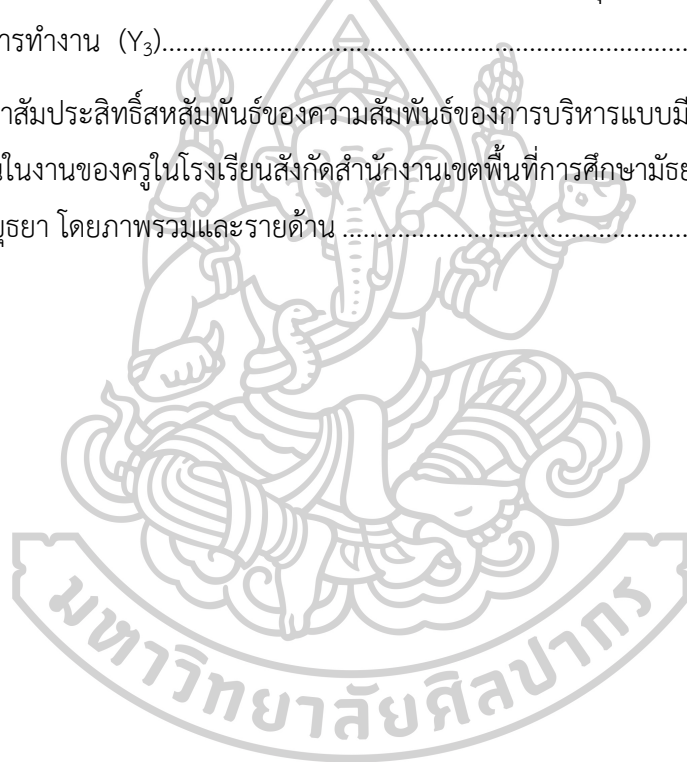 ารทำงาน (Y3)................................................................................
าสัมประสิทธิ์สหสัมพันธ์ของความสัมพันธ์ของการบริหารแบบมี
ในงานของครูในโรงเรียนสังกัดสำนักงานเขตพื้นที่การศึกษามัธย
ยุธยา โดยภาพรวมและรายด้าน ......................................................
มหาวิทยาลัยศิลปากร